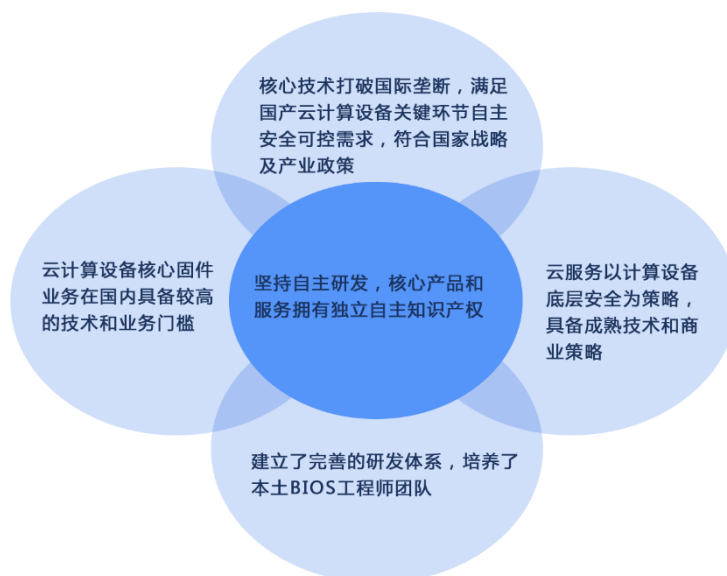 核心技术打破国际垄断，满足
国产云计算设备关键环节自主
安全可控需求，符合国家战略
及产业政策
云计算设备核心固件
业务在国内具备较高
的技术和业务门槛
坚持自主研发，核心产品和
服务拥有独立自主知识产权
云服务以计算设备
底层安全为策略，
具备成熟技术和商
业策略
建立了完善的研发体系，培养了
本土BIOS工程师团队